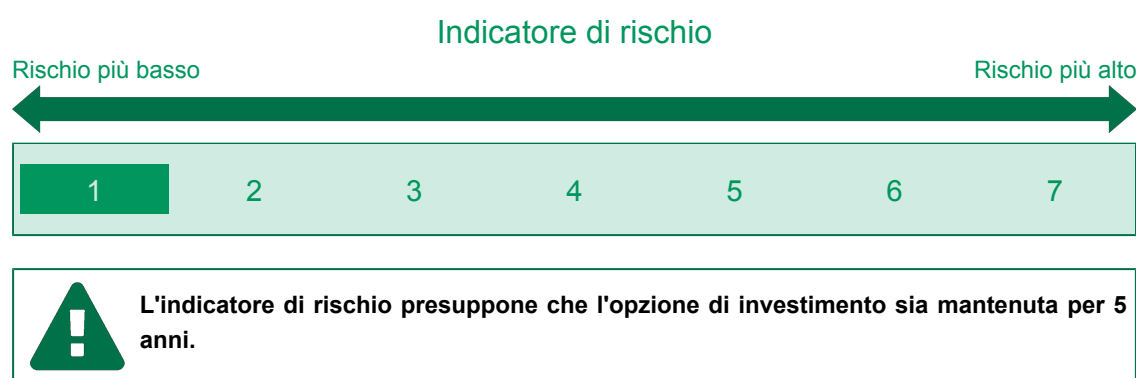 Indicatore di rischio
Rischio più basso Rischio più alto
1 2 3 4 5 6 7
L'indicatore di rischio presuppone che l'opzione di investimento sia mantenuta per 5
anni.